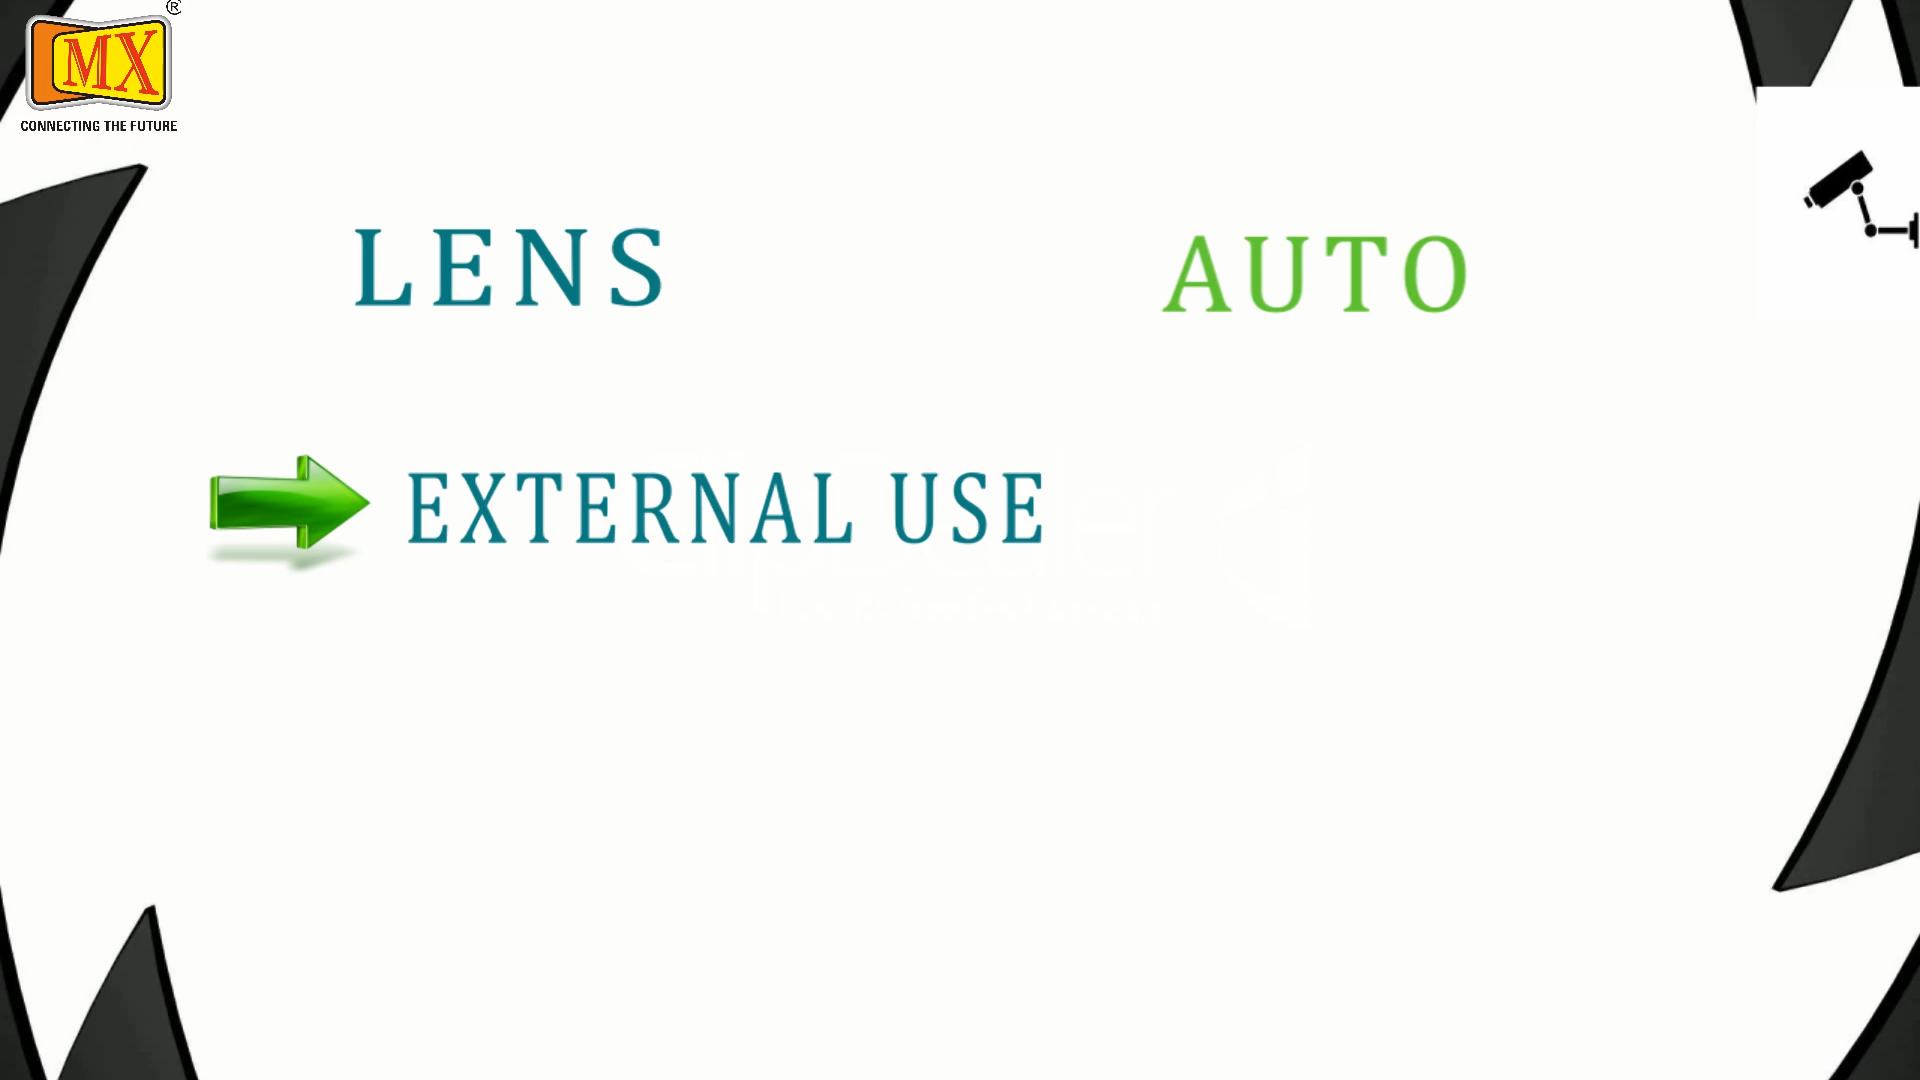 ®
MX
CONNECTING THE FUTURE
LENS AUTO
EXTERNAL USE